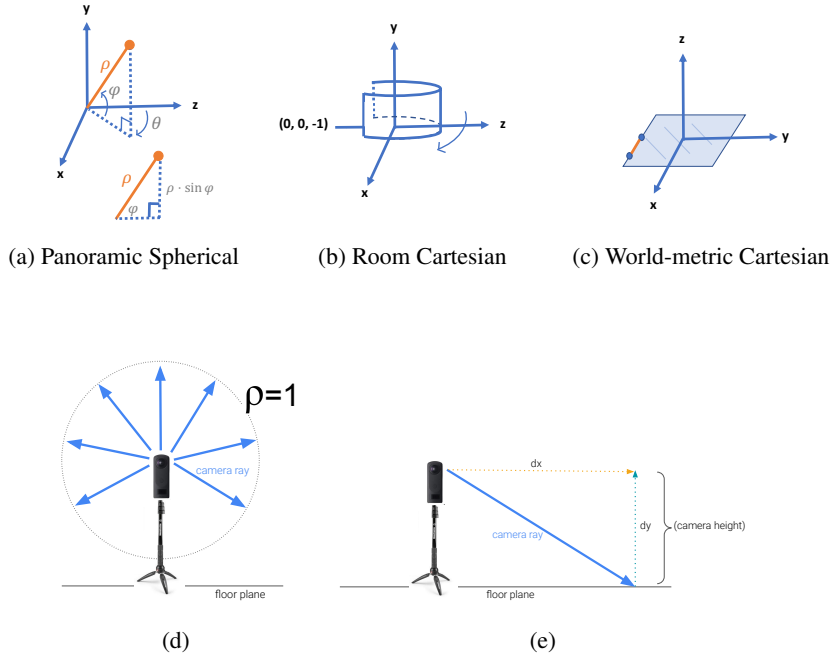 y
ρ
φ
z
θ
x
ρ
ρ · sin φ
φ
(a) Panoramic Spherical
y
(0, 0, -1)
z
x
(b) Room Cartesian
z
y
x
(c) World-metric Cartesian
ρ=1
camera ray
floor plane
(d)
dx
camera ray
dy
(camera height)
floor plane
(e)